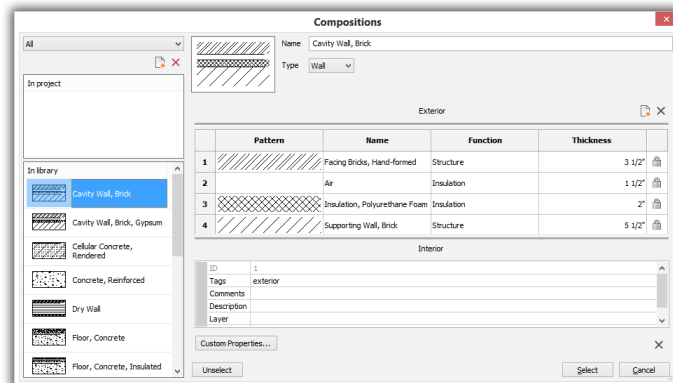 Compositions
All
Name Cavity Wall, Brick
Type Wall
In project
Exterior
Pattern Name Function Thickness
1 Facing Bricks, Hand-formed Structure 3 1/2"
2 Air Insulation 1 1/2"
3 Insulation, Polyurethane Foam Insulation 2"
4 Supporting Wall, Brick Structure 5 1/2"
Interior
In library
Cavity Wall, Brick
Cavity Wall, Brick, Gypsum
Cellular Concrete,
Rendered
Concrete, Reinforced
Dry Wall
Floor, Concrete
Floor, Concrete, Insulated
ID 1
Tags exterior
Comments
Description
Layer
Custom Properties...
Unselect
Select Cancel